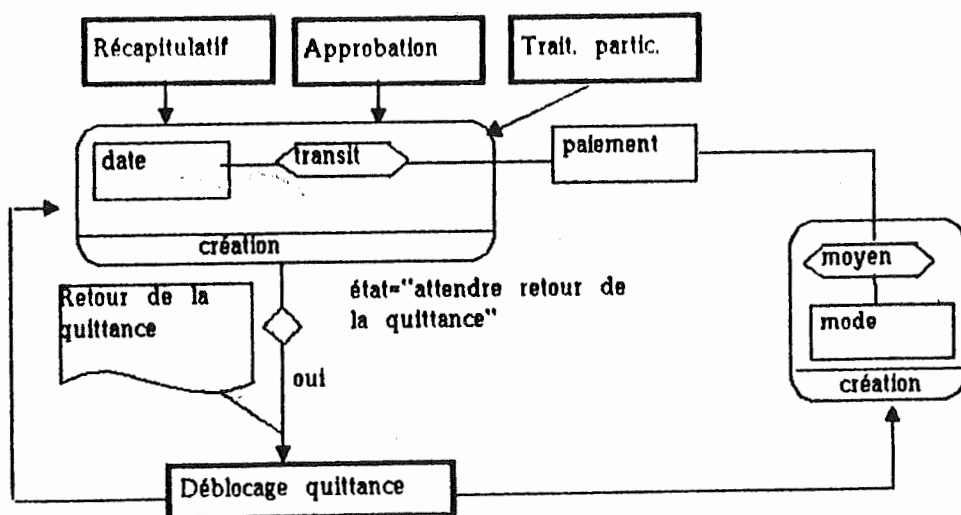 Récapitulatif
Approbation
Trait. partic.
date
transit
paiement
création
moyen
mode
création
Retour de la
quittance
état="attendre retour de
la quittance"
oui
Déblocage quittance